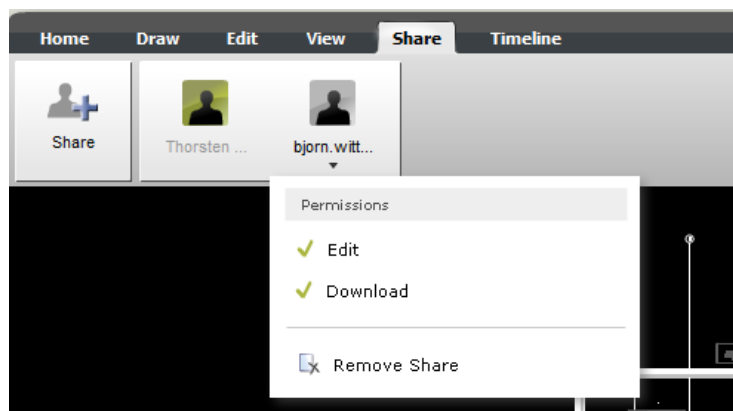 Home Draw Edit View Share Timeline
Share
Thorsten ...
bjorn.witt...
Permissions
Edit
Download
Remove Share